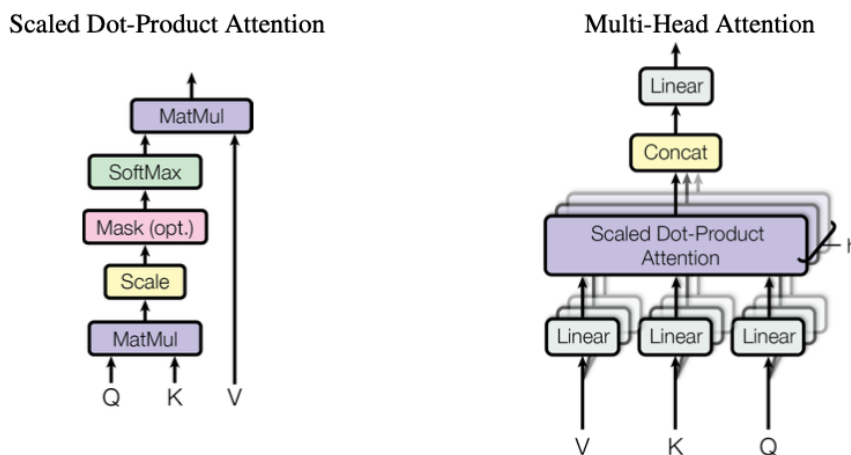 Scaled Dot-Product Attention
MatMul
SoftMax
Mask (opt.)
Scale
MatMul
Q K V
Multi-Head Attention
Linear
Concat
Scaled Dot-Product
Attention
Linear Linear Linear
V K Q